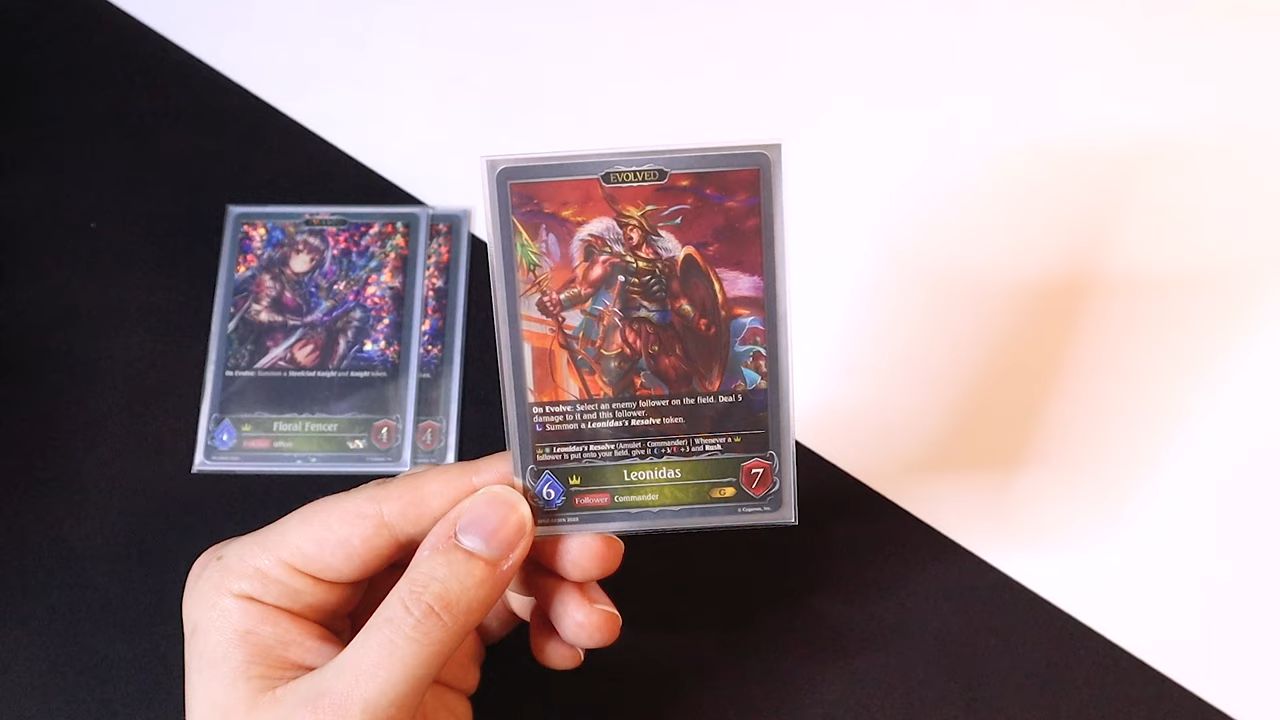 EVOLVED
On Evolve: Select an enemy follower on the field. Deal 5
damage to it and this follower.
Summon a Leonidas's Resolve token.
Leonidas's Resolve (Amulet - Commander) | Whenever a
follower is put onto your field, give it +3/ +3 and Rush.
Leonidas
6
7
Follower Commander
G
© Cygames, Inc.
On Evolve: Summon a Steelclad Knight and Knight token.
Floral Fencer
4
Follower Officer
4